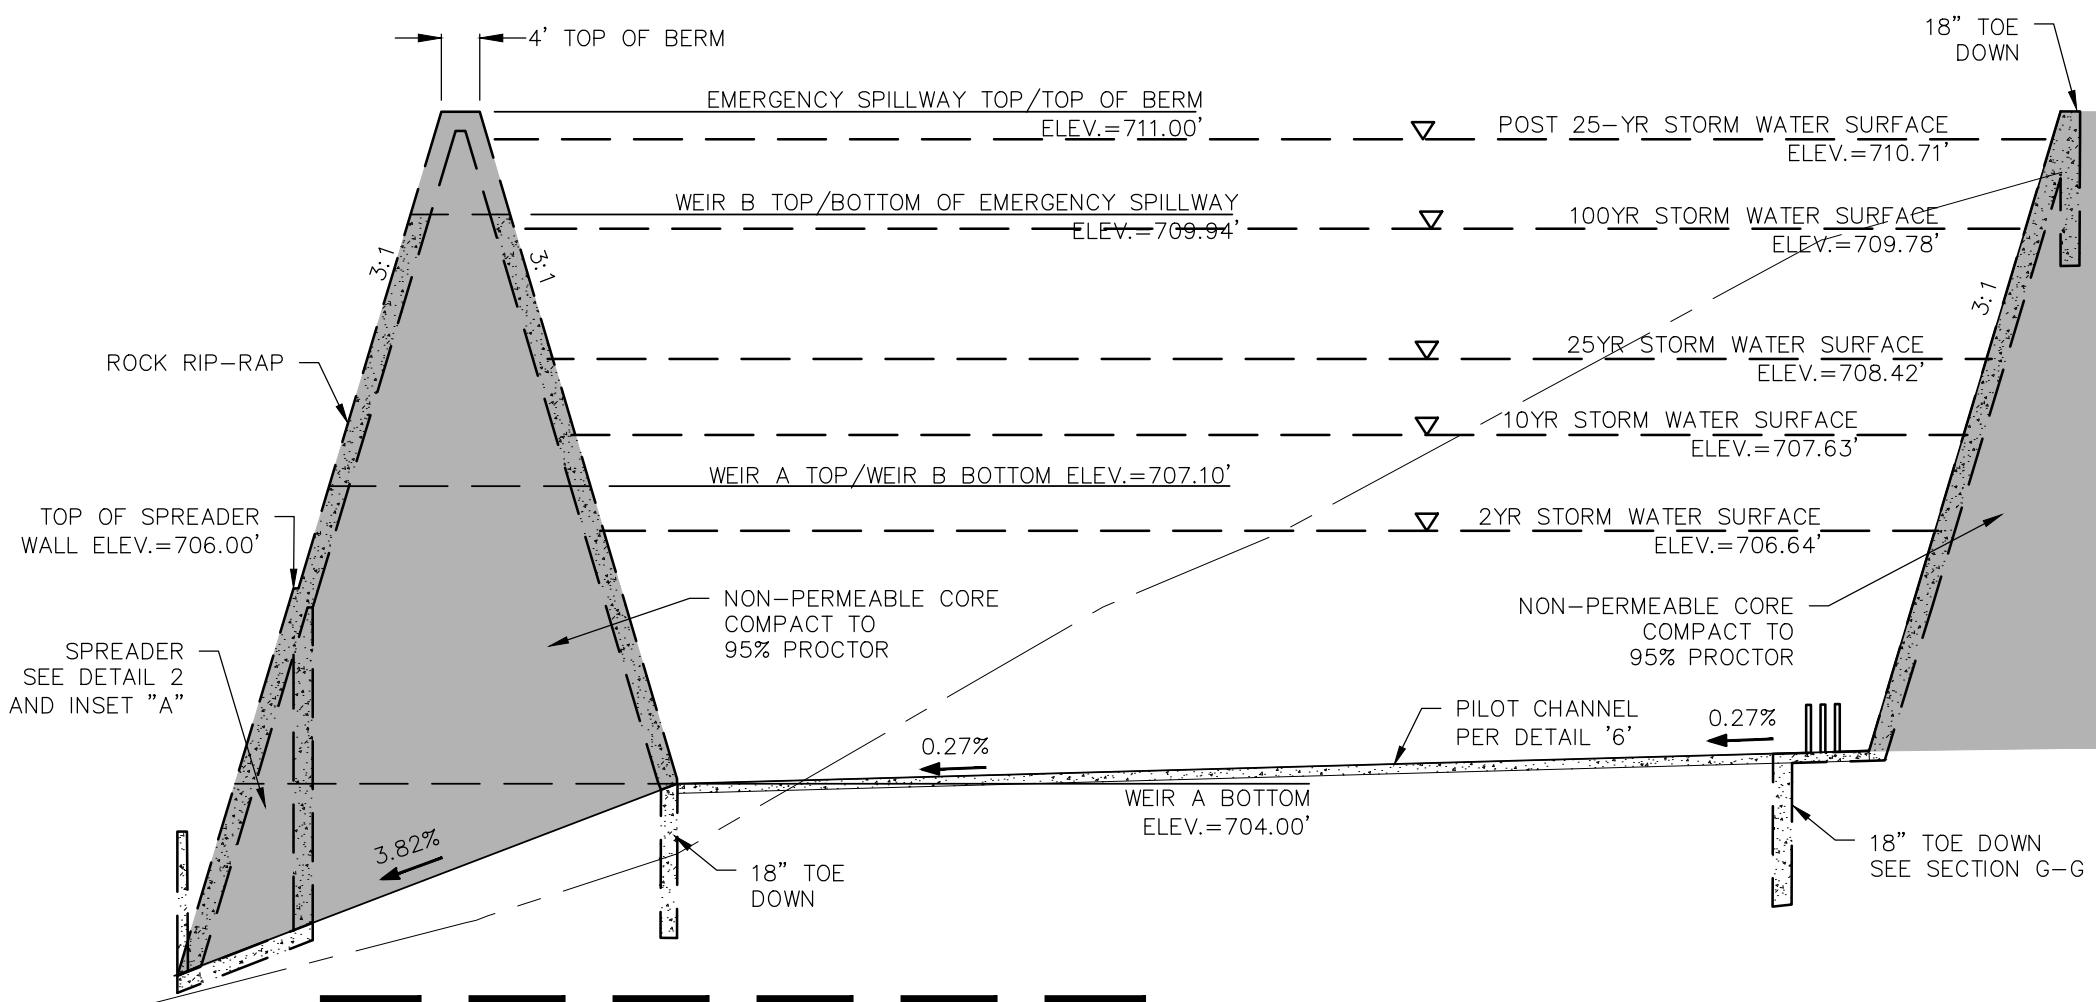 4' TOP OF BERM
18" TOE
DOWN
EMERGENCY SPILLWAY TOP/TOP OF BERM
ELEV.=711.00'
POST 25-YR STORM WATER SURFACE
ELEV.=710.71'
WEIR B TOP/BOTTOM OF EMERGENCY SPILLWAY
ELEV.=709.94'
100YR STORM WATER SURFACE
ELEV.=709.78'
3:1
3:1
3:1
ROCK RIP-RAP
25YR STORM WATER SURFACE
ELEV.=708.42'
10YR STORM WATER SURFACE
ELEV.=707.63'
WEIR A TOP/WEIR B BOTTOM ELEV.=707.10'
TOP OF SPREADER
WALL ELEV.=706.00'
2YR STORM WATER SURFACE
ELEV.=706.64'
NON-PERMEABLE CORE
COMPACT TO
95% PROCTOR
NON-PERMEABLE CORE
COMPACT TO
95% PROCTOR
SPREADER
SEE DETAIL 2
AND INSET "A"
PILOT CHANNEL
PER DETAIL '6'
0.27%
0.27%
WEIR A BOTTOM
ELEV.=704.00'
3.82%
18" TOE
DOWN
18" TOE DOWN
SEE SECTION G-G